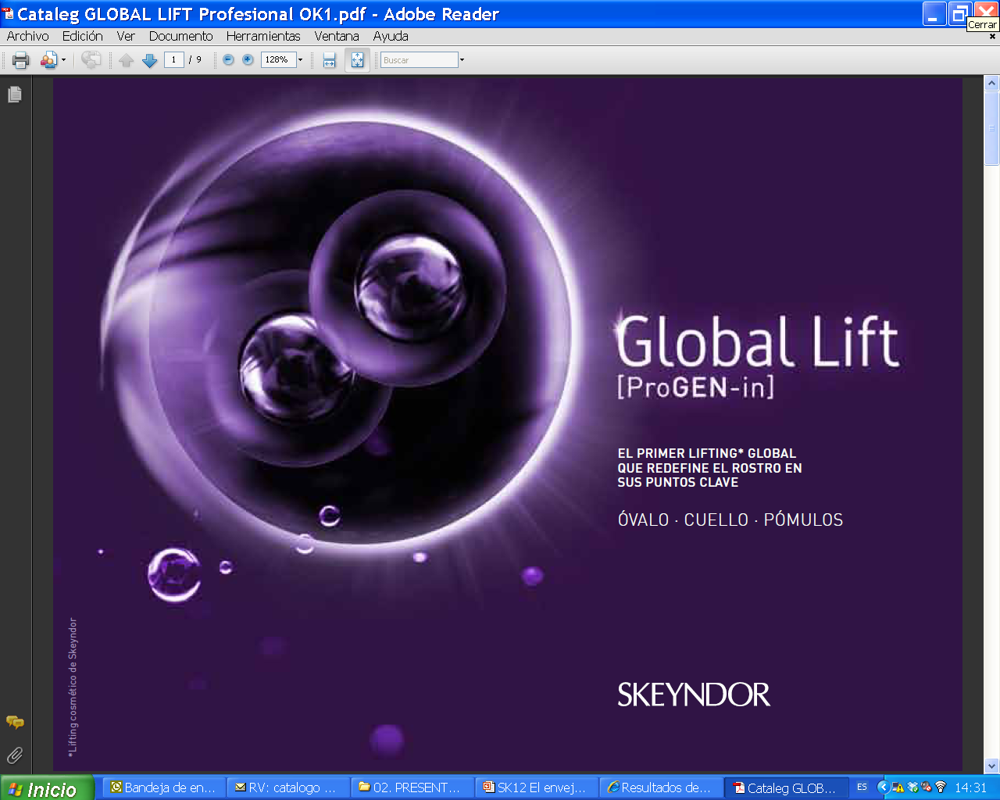 Cataleg GLOBAL LIFT Profesional OK1.pdf - Adobe Reader
Cerrar
Archivo Edición Ver Documento Herramientas Ventana Ayuda
1 / 9 128% Buscar
Global Lift
[ProGEN-in]
EL PRIMER LIFTING* GLOBAL
QUE REDEFINE EL ROSTRO EN
SUS PUNTOS CLAVE
ÓVALO · CUELLO · PÓMULOS
*Lifting cosmético de Skeyndor
SKEYNDOR
Inicio Bandeja de en... RV: catalogo ... 02. PRESENT... SK12 El envej... Resultados de... Cataleg GLOB... ES 14:31